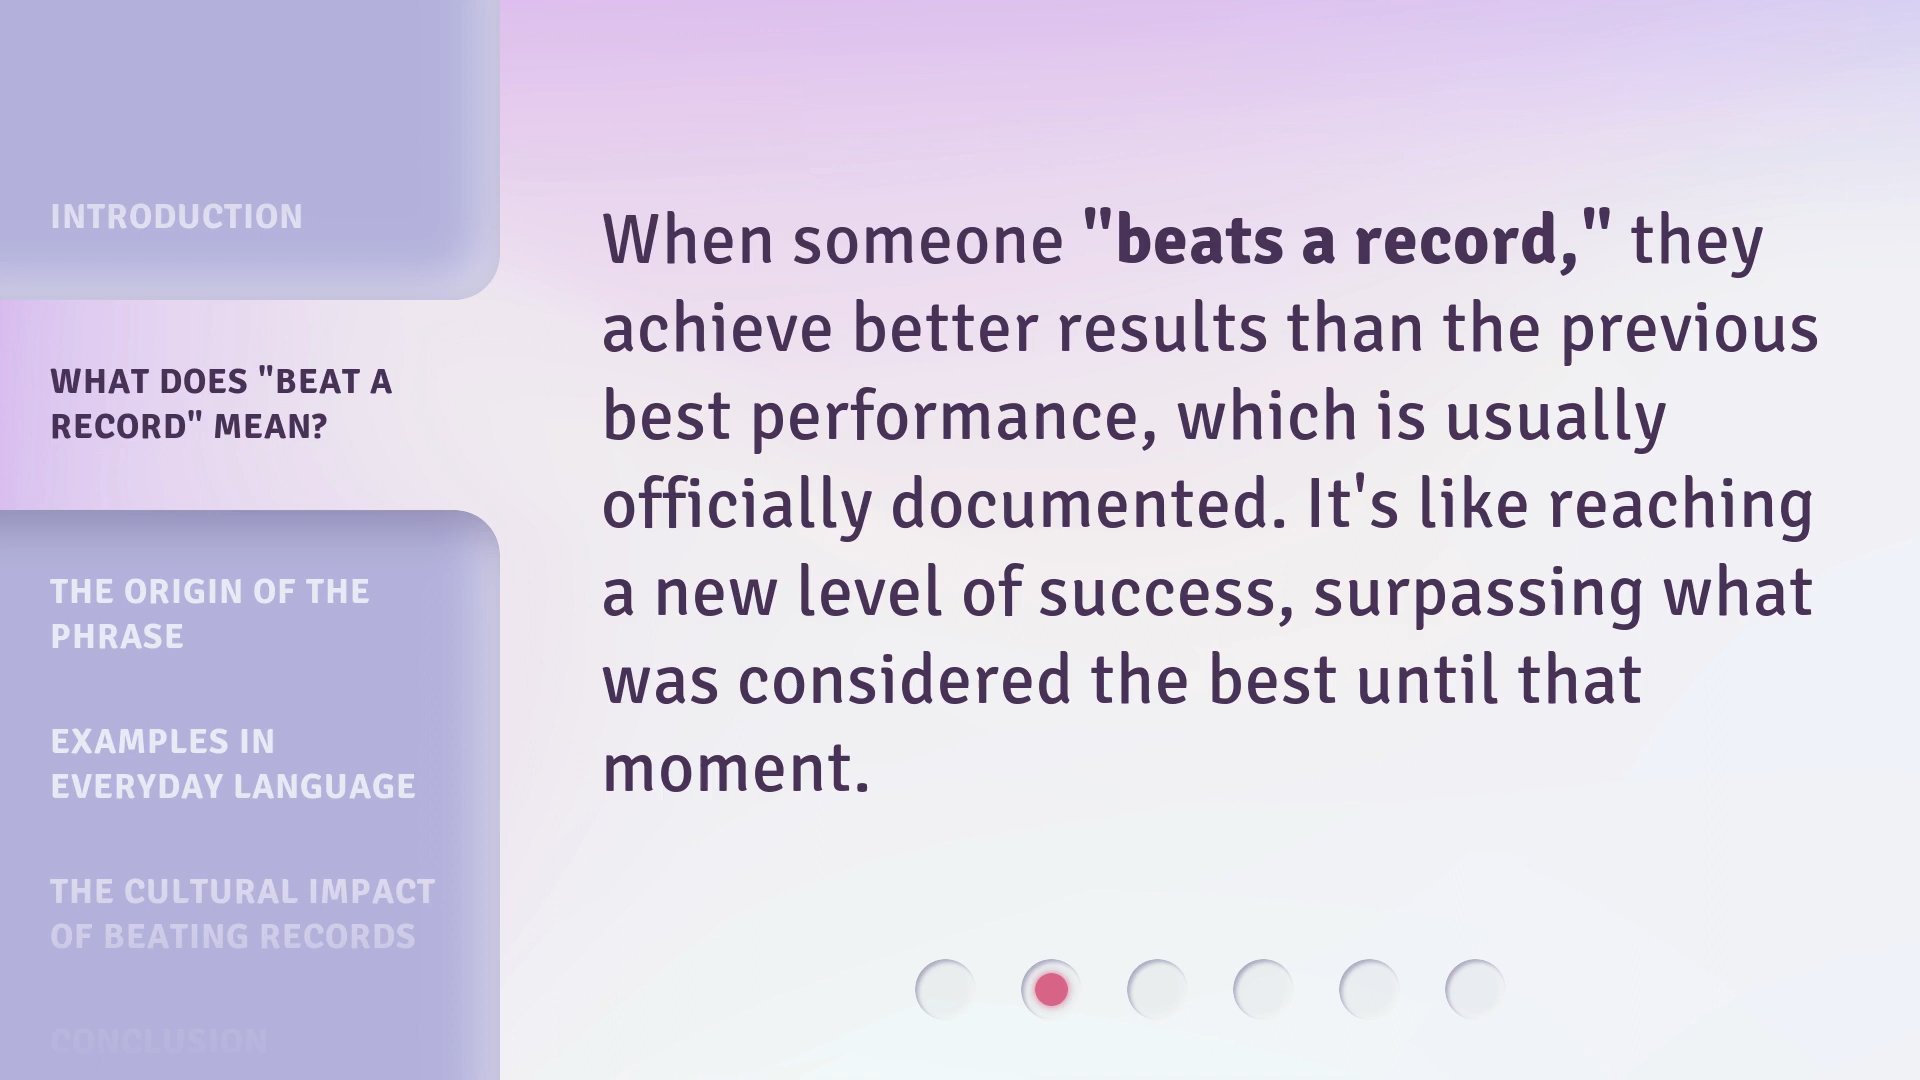 INTRODUCTION
WHAT DOES "BEAT A
RECORD" MEAN?
THE ORIGIN OF THE
PHRASE
EXAMPLES IN
EVERYDAY LANGUAGE
THE CULTURAL IMPACT
OF BEATING RECORDS
CONCLUSION
When someone "beats a record," they
achieve better results than the previous
best performance, which is usually
officially documented. It's like reaching
a new level of success, surpassing what
was considered the best until that
moment.